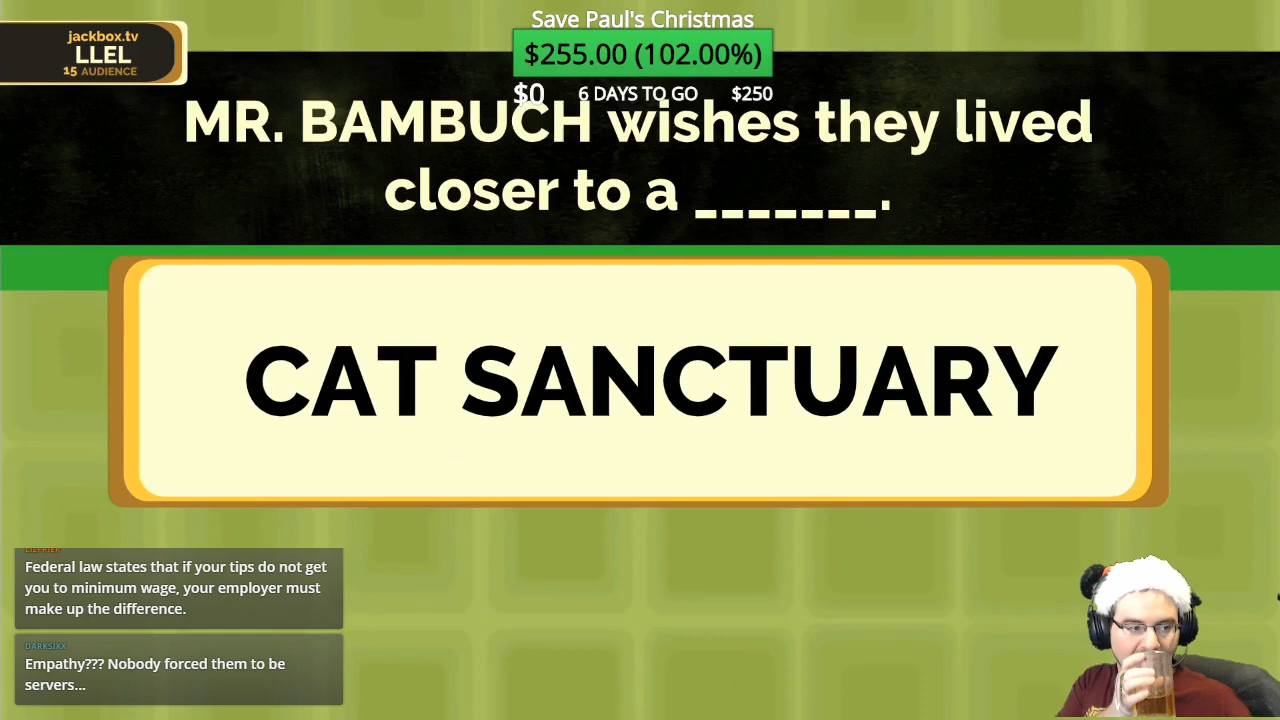 jackbox.tv
LLEL
15 AUDIENCE
Save Paul's Christmas
$255.00 (102.00%)
$0 6 DAYS TO GO $250
MR. BAMBUCH wishes they lived
closer to a _______.
CAT SANCTUARY
LILFRIER
Federal law states that if your tips do not get
you to minimum wage, your employer must
make up the difference.
DARKSIXX
Empathy??? Nobody forced them to be
servers...